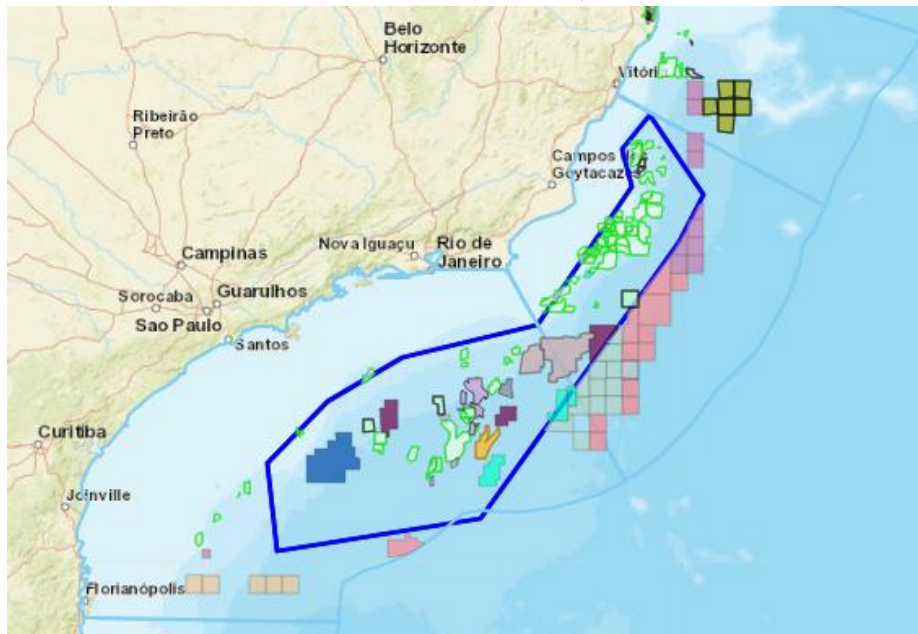 Belo
Horizonte
Vitória
Ribeirão
Preto
Campos dos
Goytacazes
Nova Iguaçu
Rio de
Janeiro
Campinas
Sorocaba
Guarulhos
Sao Paulo
Santos
Curitiba
Joinville
Florianópolis